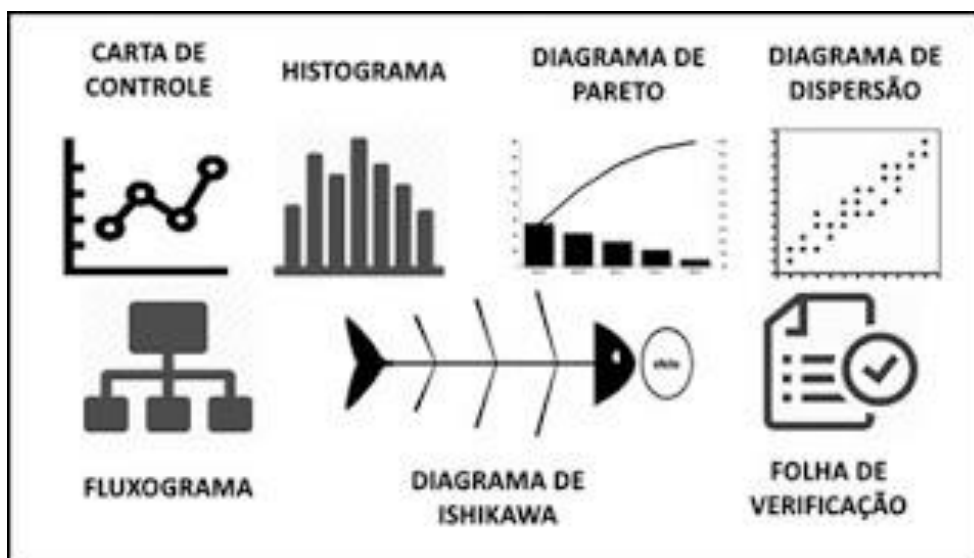 CARTA DE
CONTROLE
HISTOGRAMA
DIAGRAMA DE
PARETO
DIAGRAMA DE
DISPERSÃO
FLUXOGRAMA
DIAGRAMA DE
ISHIKAWA
FOLHA DE
VERIFICAÇÃO